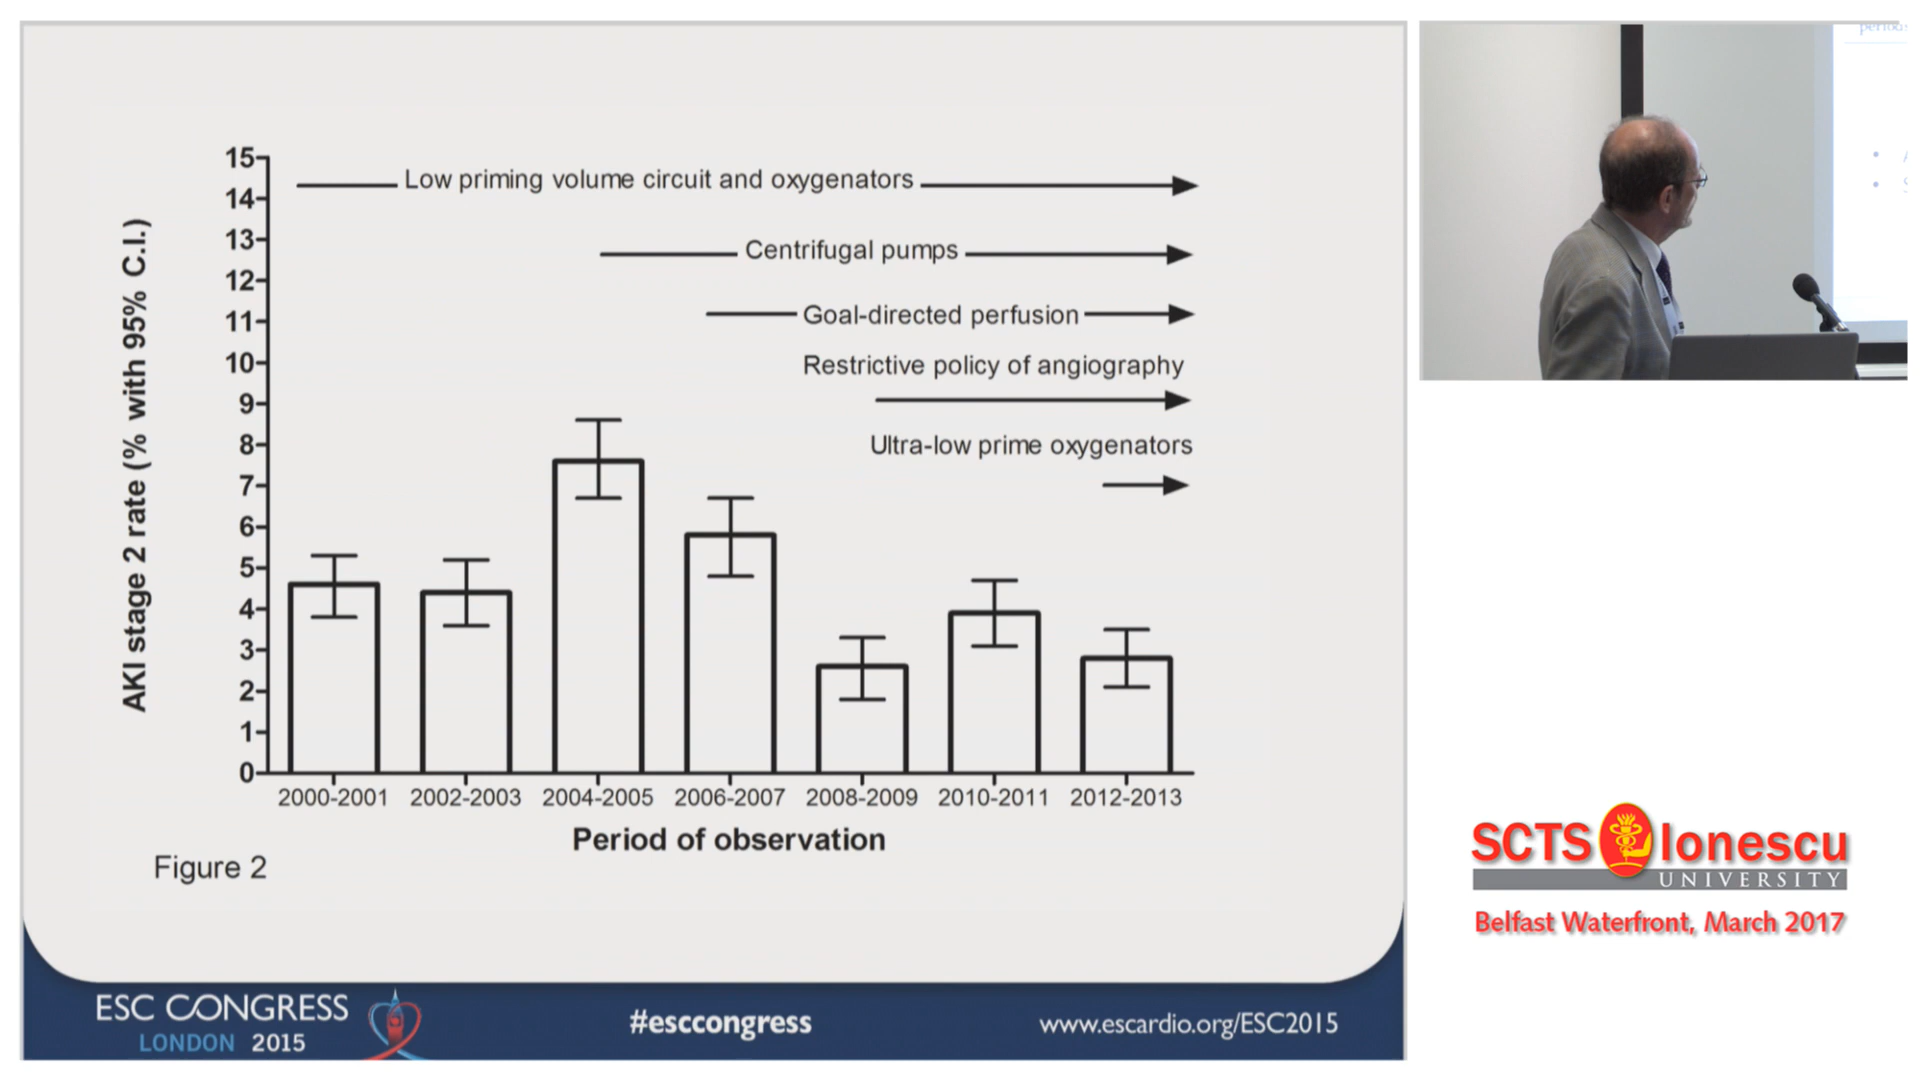 15
14
13
12
11
10
9
8
7
6
5
4
3
2
1
0
AKI stage 2 rate (% with 95% C.I.)
Low priming volume circuit and oxygenators
Centrifugal pumps
Goal-directed perfusion
Restrictive policy of angiography
Ultra-low prime oxygenators
2000-2001 2002-2003 2004-2005 2006-2007 2008-2009 2010-2011 2012-2013
Period of observation
Figure 2
ESC CONGRESS
LONDON 2015
#esccongress
www.escardio.org/ESC2015
SCTS Ionescu
UNIVERSITY
Belfast Waterfront, March 2017